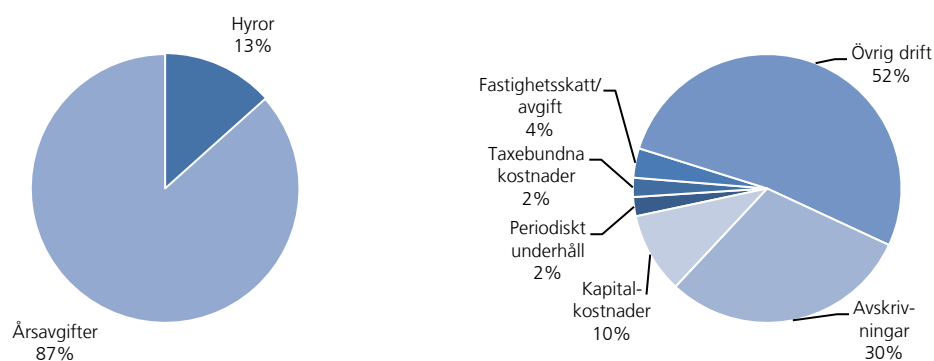 Hyror
13%
Årsavgifter
87%
Övrig drift
52%
Fastighetsskatt/
avgift
4%
Taxebundna
kostnader
2%
Periodiskt
underhåll
2%
Kapital-
kostnader
10%
Avskriv-
ningar
30%